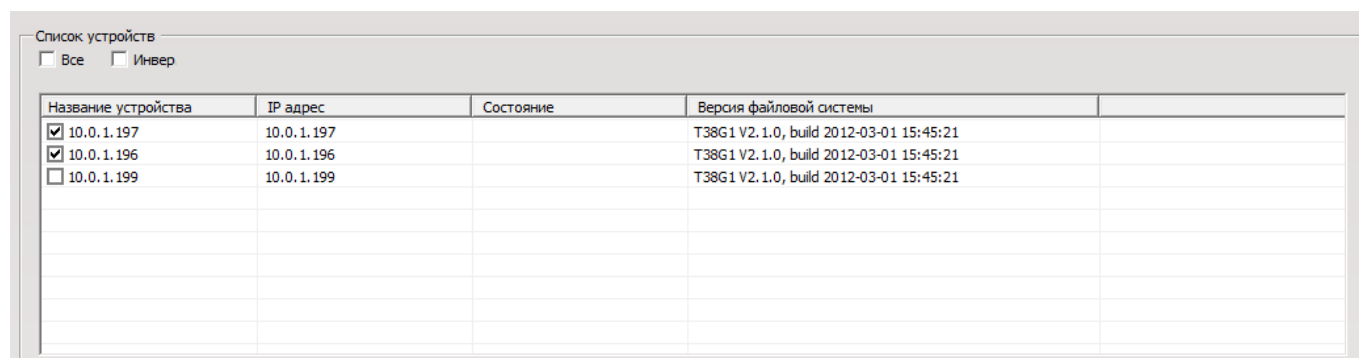 Список устройств
Все Инвер
Название устройства IP адрес Состояние Версия файловой системы
10.0.1.197 10.0.1.197 T38G1 V2.1.0, build 2012-03-01 15:45:21
10.0.1.196 10.0.1.196 T38G1 V2.1.0, build 2012-03-01 15:45:21
10.0.1.199 10.0.1.199 T38G1 V2.1.0, build 2012-03-01 15:45:21